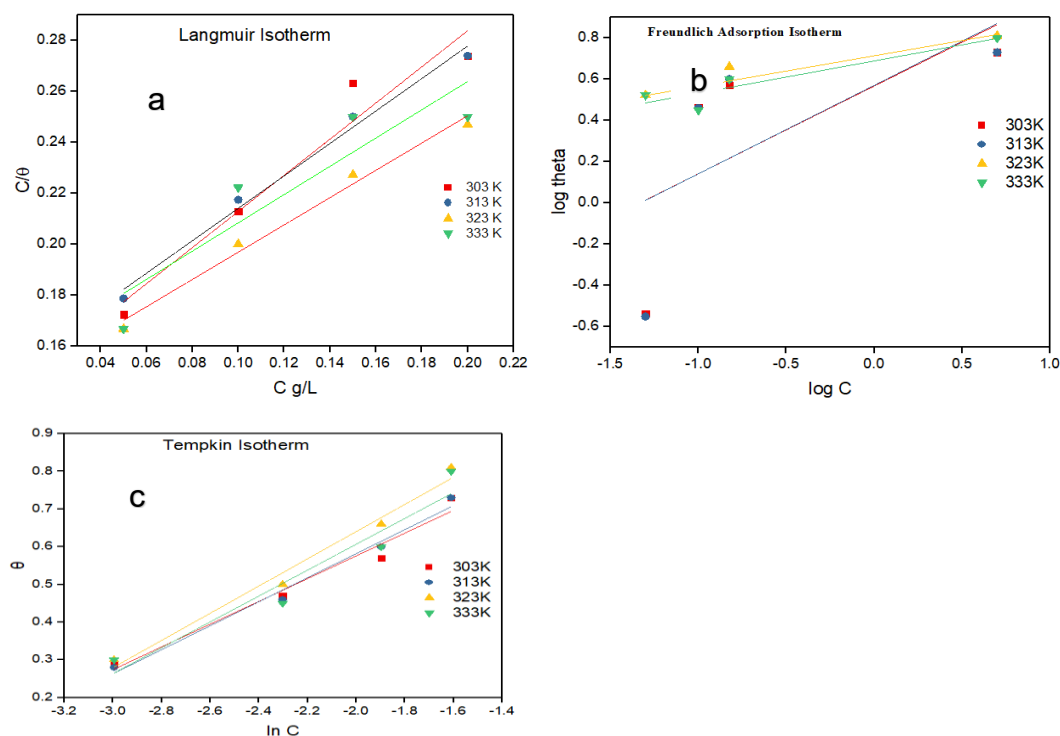 Langmuir Isotherm
a
0.28
0.26
0.24
0.22
0.20
0.18
0.16
C/θ
303 K
313 K
323 K
333 K
0.04 0.06 0.08 0.10 0.12 0.14 0.16 0.18 0.20 0.22
C g/L
Freundlich Adsorption Isotherm
b
0.8
0.6
0.4
0.2
0.0
-0.2
-0.4
-0.6
log theta
303K
313K
323K
333K
-1.5 -1.0 -0.5 0.0 0.5 1.0
log C
Tempkin Isotherm
c
0.9
0.8
0.7
0.6
0.5
0.4
0.3
0.2
θ
303K
313K
323K
333K
-3.2 -3.0 -2.8 -2.6 -2.4 -2.2 -2.0 -1.8 -1.6 -1.4
ln C